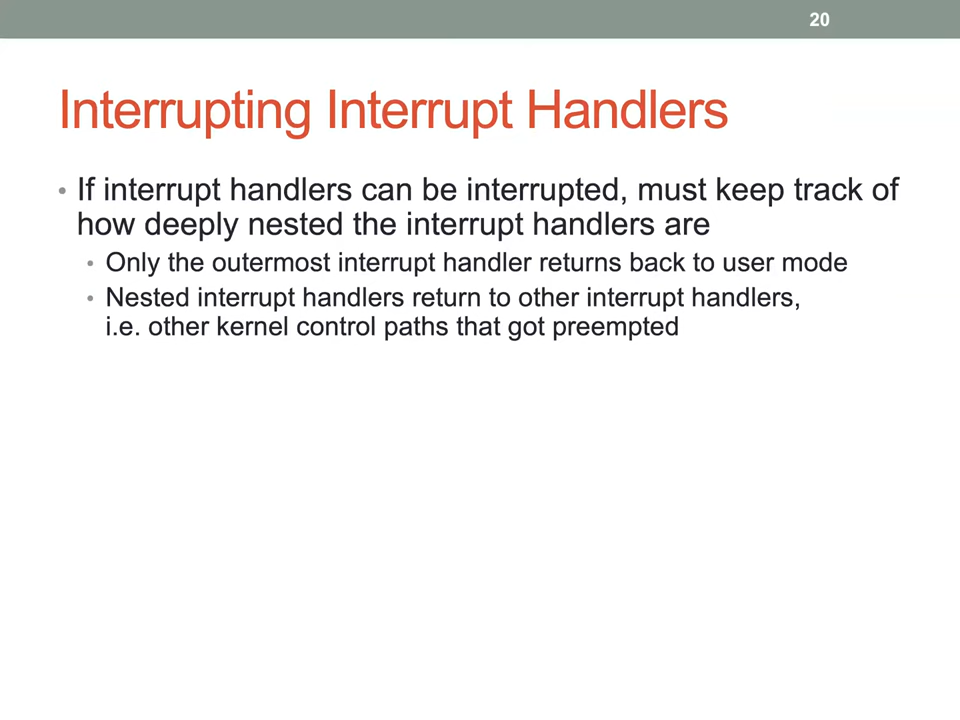 20
Interrupting Interrupt Handlers
• If interrupt handlers can be interrupted, must keep track of
how deeply nested the interrupt handlers are
• Only the outermost interrupt handler returns back to user mode
• Nested interrupt handlers return to other interrupt handlers,
i.e. other kernel control paths that got preempted